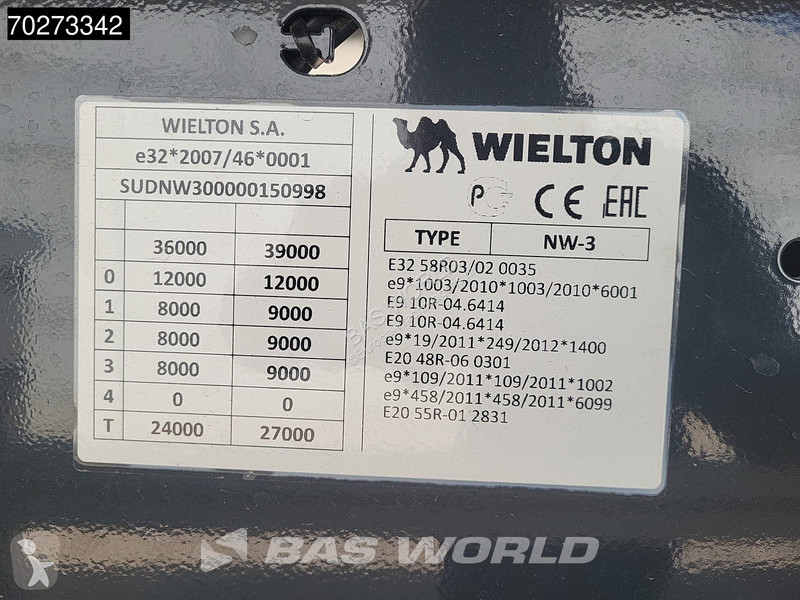 70273342
WIELTON S.A.
e32*2007/46*0001
SUDNW300000150998
36000 39000
0 12000 12000
1 8000 9000
2 8000 9000
3 8000 9000
4 0 0
T 24000 27000
WIELTON
CE EAC
TYPE NW-3
E32 58R03/02 0035
e9*1003/2010*1003/2010*6001
E9 10R-04.6414
E9 10R-04.6414
e9*19/2011*249/2012*1400
E20 48R-06 0301
e9*109/2011*109/2011*1002
e9*458/2011*458/2011*6099
E20 55R-01 2831
BAS WORLD